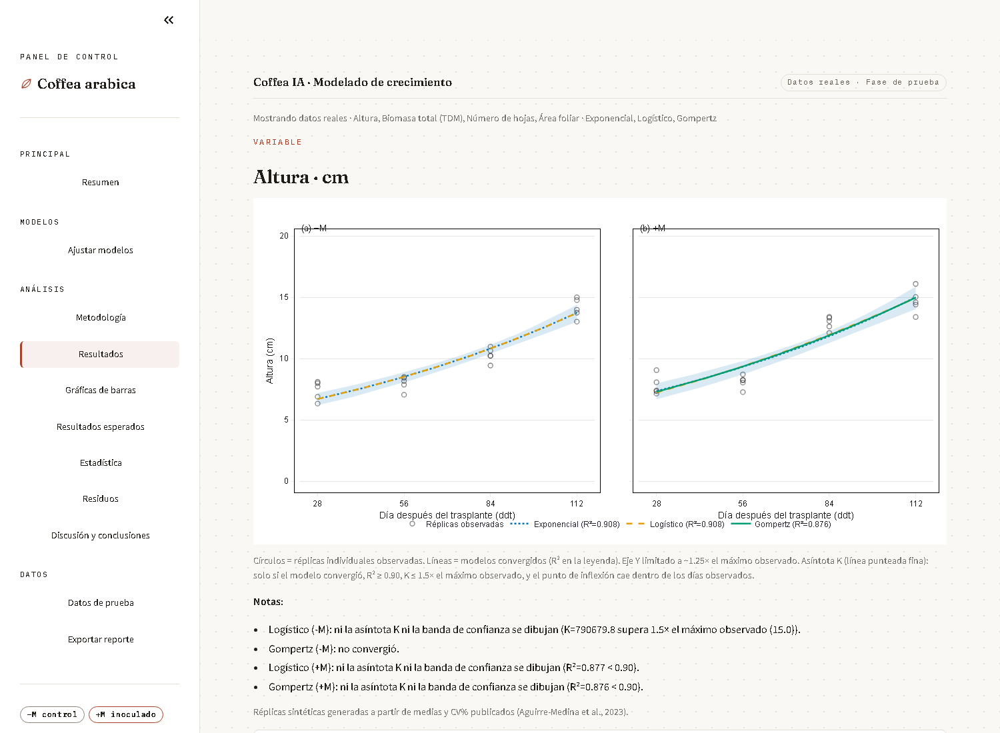 PANEL DE CONTROL
Coffea arabica
PRINCIPAL
Resumen
MODELOS
Ajustar modelos
ANÁLISIS
Metodología
Resultados
Gráficas de barras
Resultados esperados
Estadística
Residuos
Discusión y conclusiones
DATOS
Datos de prueba
Exportar reporte
−M control +M inoculado
Coffea IA · Modelado de crecimiento
Datos reales · Fase de prueba
Mostrando datos reales · Altura, Biomasa total (TDM), Número de hojas, Área foliar · Exponencial, Logístico, Gompertz
VARIABLE
Altura · cm
(a) −M
(b) +M
20
15
10
5
0
Altura (cm)
28 56 84 112
28 56 84 112
Día después del trasplante (ddt)
Día después del trasplante (ddt)
Réplicas observadas Exponencial (R²=0.908) Logístico (R²=0.908) Gompertz (R²=0.876)
Círculos = réplicas individuales observadas. Líneas = modelos convergidos (R² en la leyenda). Eje Y limitado a ~1.25× el máximo observado. Asíntota K (línea punteada fina):
solo si el modelo convergió, R² ≥ 0.90, K ≤ 1.5× el máximo observado, y el punto de inflexión cae dentro de los días observados.
Notas:
• Logístico (-M): ni la asíntota K ni la banda de confianza se dibujan (K=790679.8 supera 1.5× el máximo observado (15.0)).
• Gompertz (-M): no convergió.
• Logístico (+M): ni la asíntota K ni la banda de confianza se dibujan (R²=0.877 < 0.90).
• Gompertz (+M): ni la asíntota K ni la banda de confianza se dibujan (R²=0.876 < 0.90).
Réplicas sintéticas generadas a partir de medias y CV% publicados (Aguirre-Medina et al., 2023).